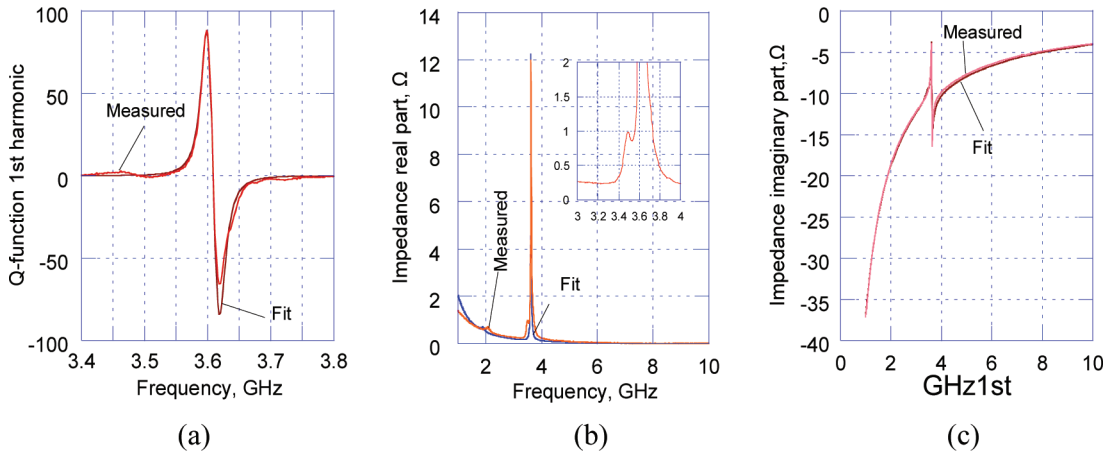 Q-function 1st harmonic
100
50
0
-50
-100
Measured
Fit
3.4 3.5 3.6 3.7 3.8
Frequency, GHz
(a)
Impedance real part, Ω
14
12
10
8
6
4
2
0
2
1.5
1
0.5
0
3 3.2 3.4 3.6 3.8 4
Measured
Fit
2 4 6 8 10
Frequency, GHz
(b)
Impedance imaginary part,Ω
0
-5
-10
-15
-20
-25
-30
-35
-40
Measured
Fit
0 2 4 6 8 10
GHz1st
(c)